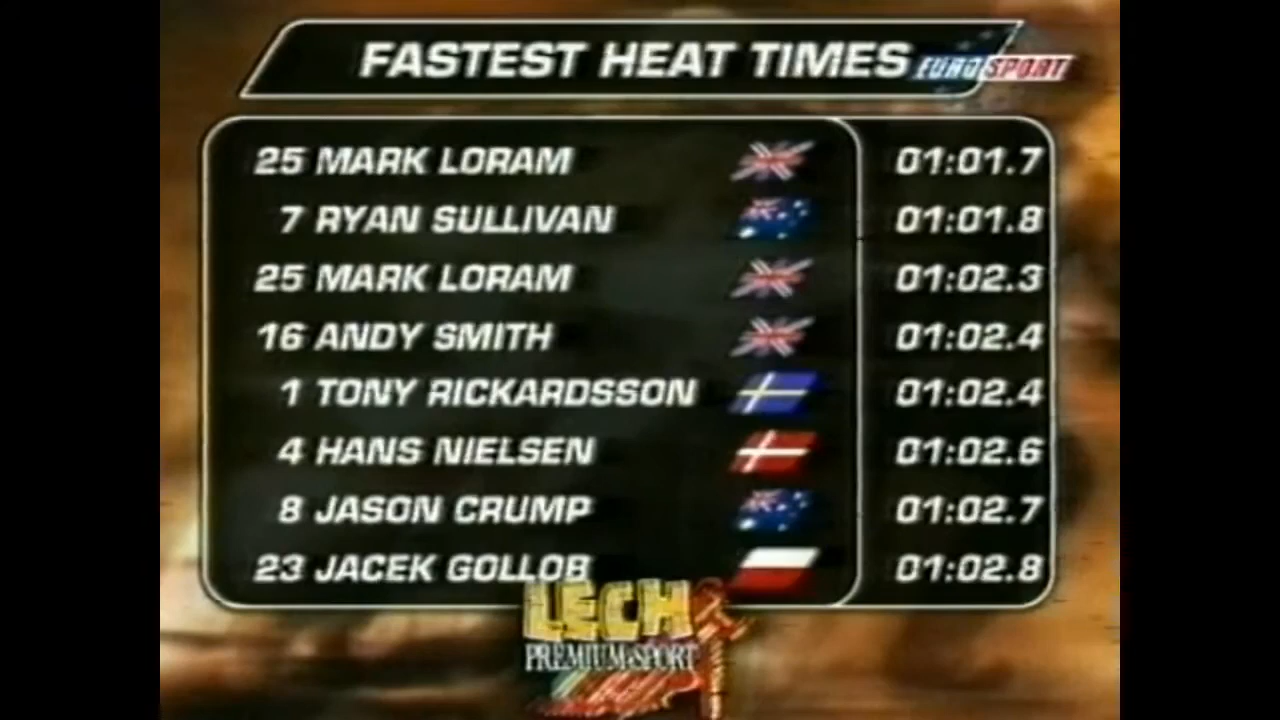 FASTEST HEAT TIMES EUROSPORT
25 MARK LORAM 01:01.7
7 RYAN SULLIVAN 01:01.8
25 MARK LORAM 01:02.3
16 ANDY SMITH 01:02.4
1 TONY RICKARDSSON 01:02.4
4 HANS NIELSEN 01:02.6
8 JASON CRUMP 01:02.7
23 JACEK GOLLOB 01:02.8
LECH
PREMIUM SPORT